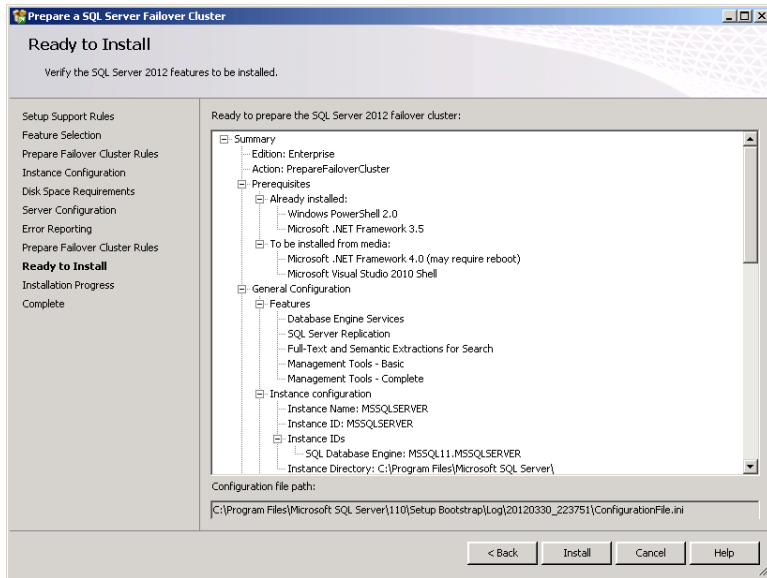 Prepare a SQL Server Failover Cluster
Ready to Install
Verify the SQL Server 2012 features to be installed.
Setup Support Rules
Feature Selection
Prepare Failover Cluster Rules
Instance Configuration
Disk Space Requirements
Server Configuration
Error Reporting
Prepare Failover Cluster Rules
Ready to Install
Installation Progress
Complete
Ready to prepare the SQL Server 2012 failover cluster:
Summary
Edition: Enterprise
Action: PrepareFailoverCluster
Prerequisites
Already installed:
Windows PowerShell 2.0
Microsoft .NET Framework 3.5
To be installed from media:
Microsoft .NET Framework 4.0 (may require reboot)
Microsoft Visual Studio 2010 Shell
General Configuration
Features
Database Engine Services
SQL Server Replication
Full-Text and Semantic Extractions for Search
Management Tools - Basic
Management Tools - Complete
Instance configuration
Instance Name: MSSQLSERVER
Instance ID: MSSQLSERVER
Instance IDs
SQL Database Engine: MSSQL11.MSSQLSERVER
Instance Directory: C:\Program Files\Microsoft SQL Server\
Configuration file path:
C:\Program Files\Microsoft SQL Server\110\Setup Bootstrap\Log\20120330_223751\ConfigurationFile.ini
< Back Install Cancel Help